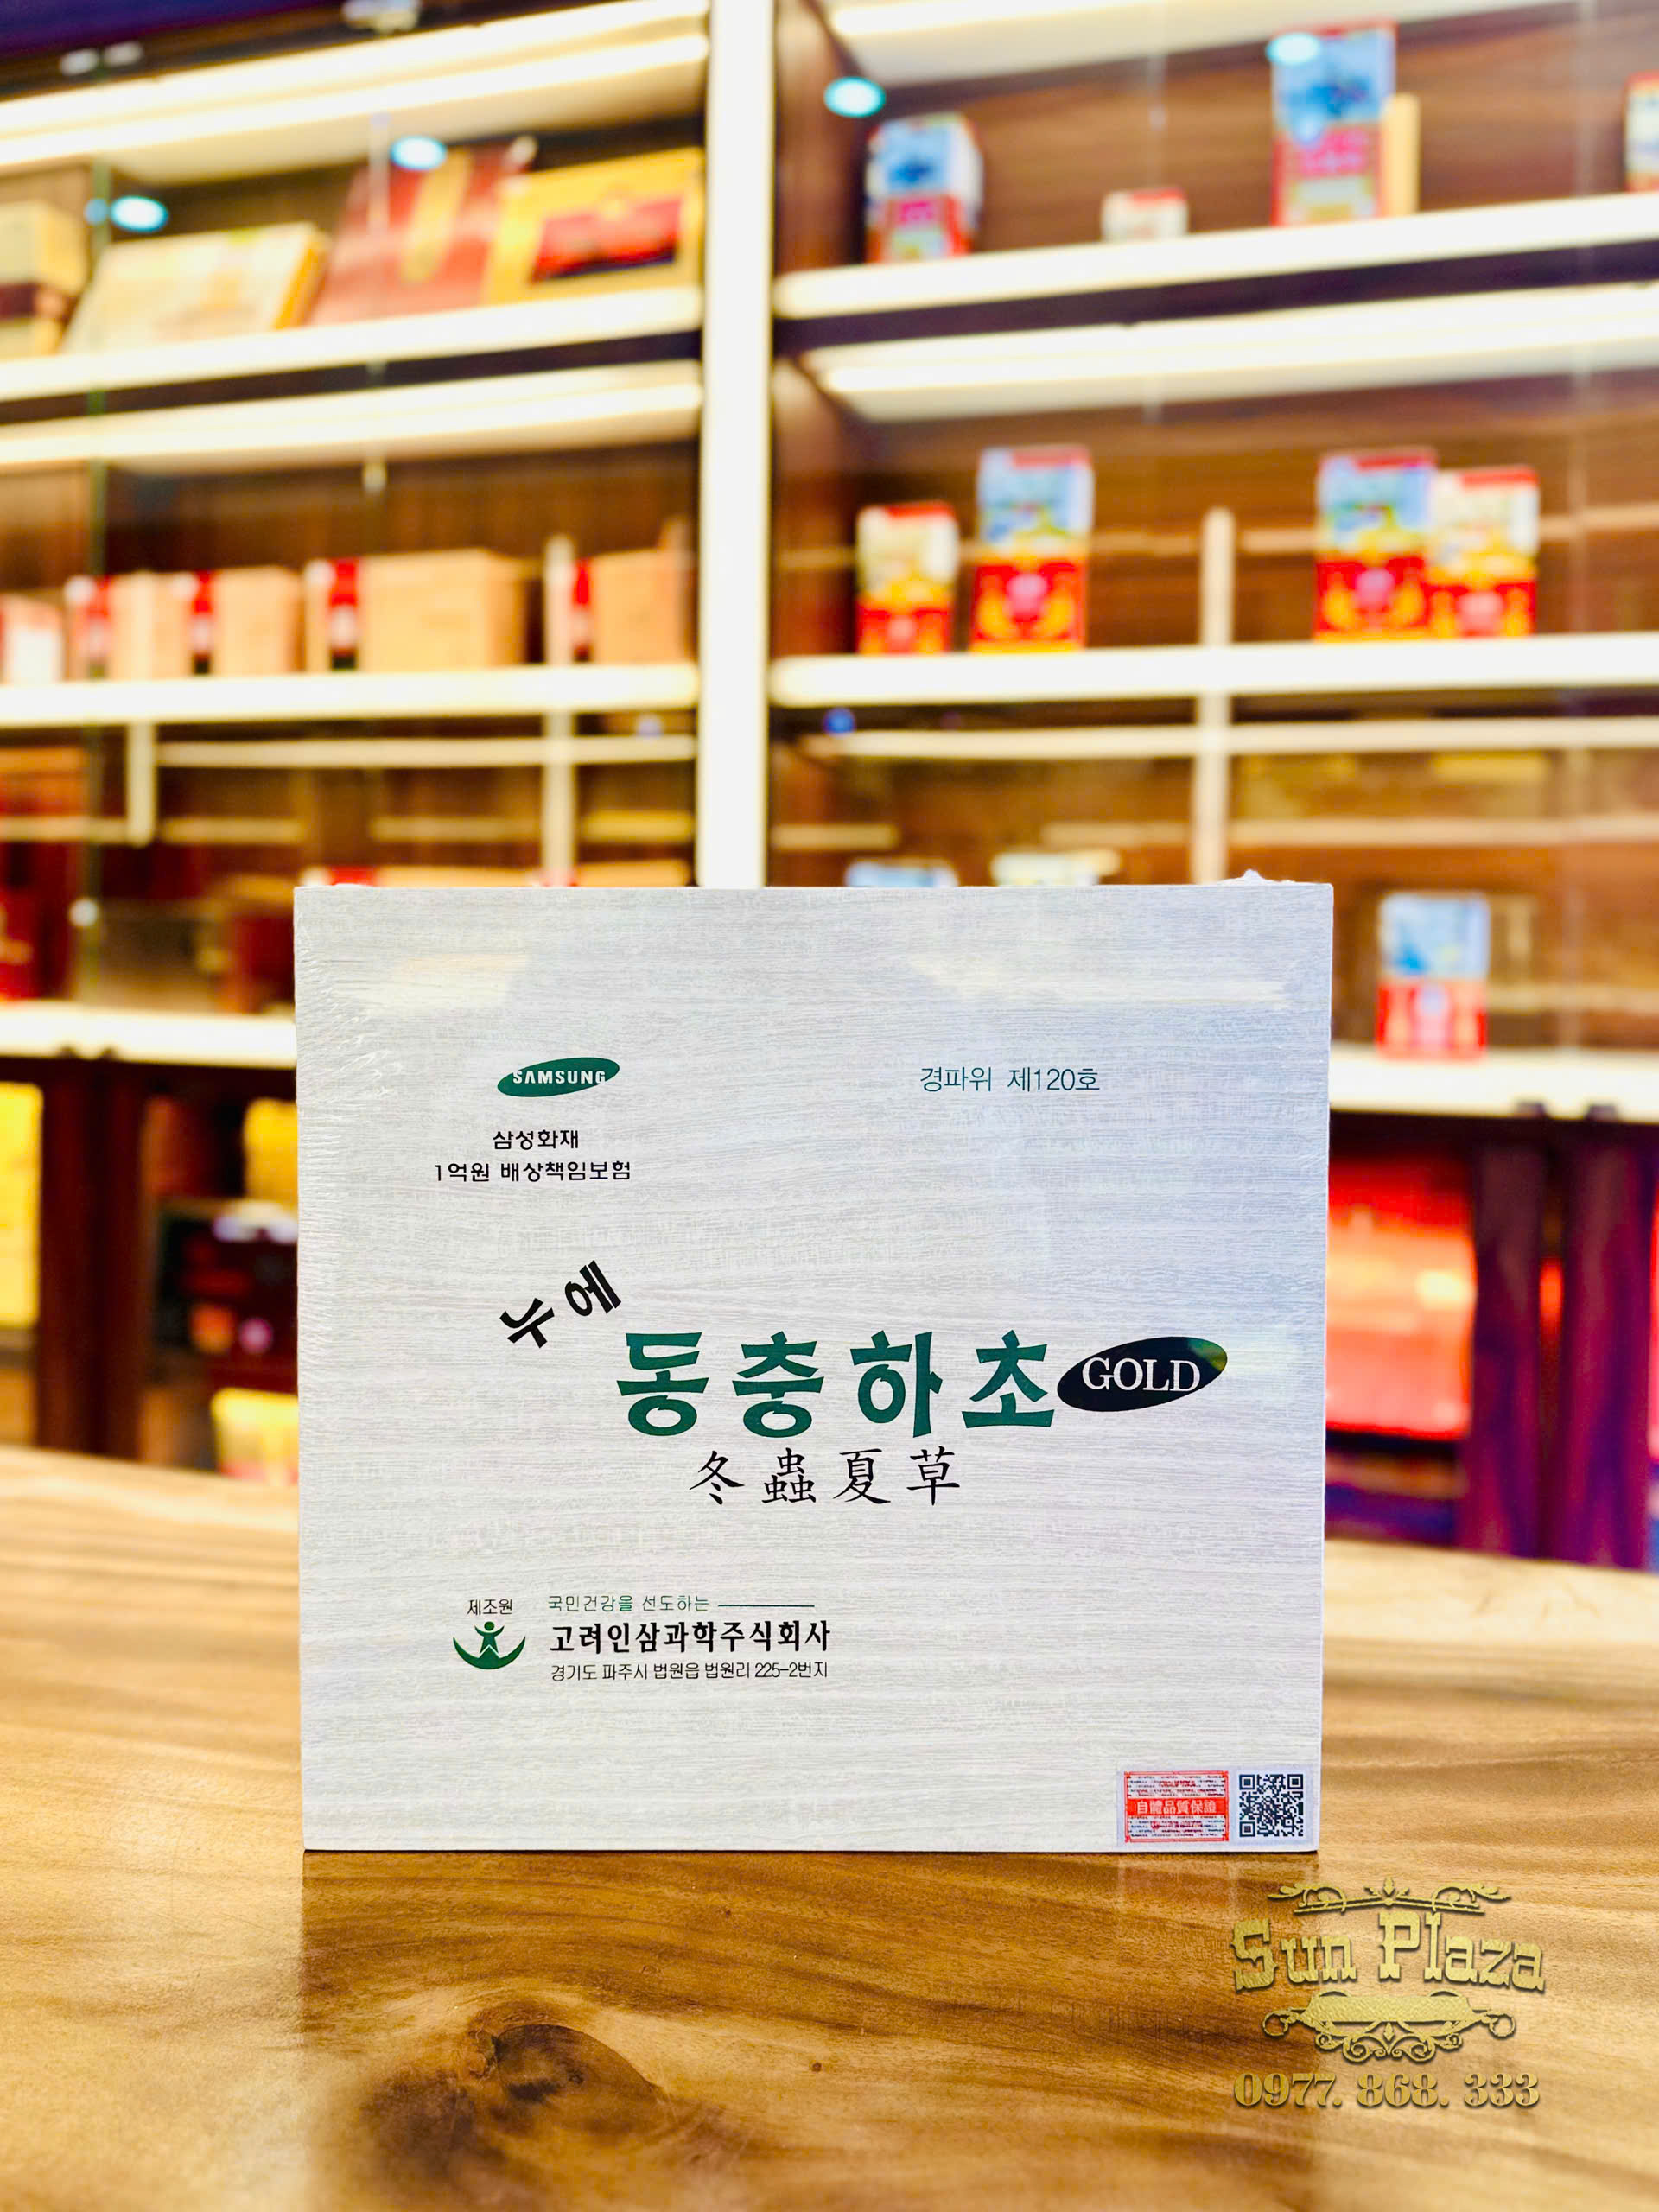 SAMSUNG
경파위 제120호
삼성화재
1억원 배상책임보험
누에
동충하초 GOLD
冬蟲夏草
제조원
국민건강을 선도하는
고려인삼과학주식회사
경기도 파주시 법원읍 법원리 225-2번지
自體品質保證
Sun Plaza
0977. 868. 333